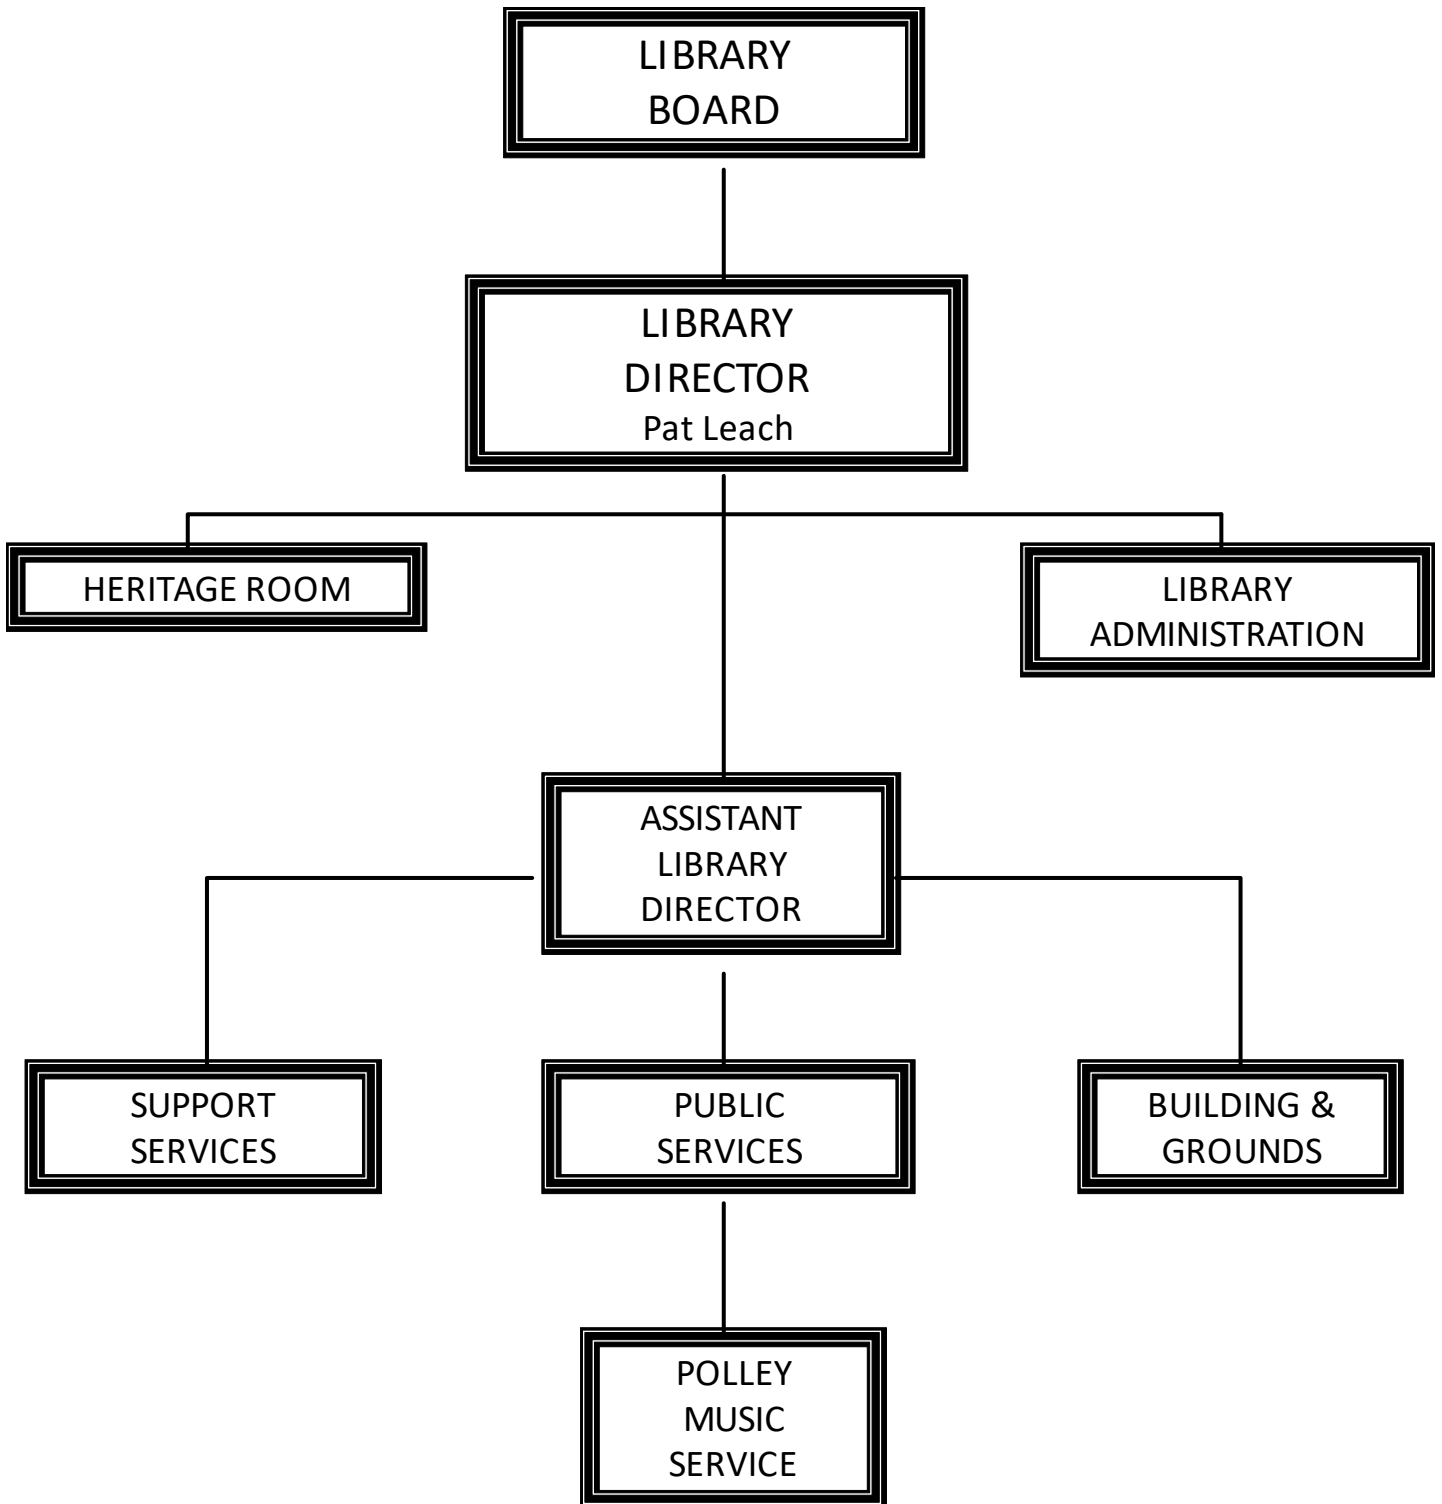 LIBRARY
BOARD
LIBRARY
DIRECTOR
Pat Leach
HERITAGE ROOM
LIBRARY
ADMINISTRATION
ASSISTANT
LIBRARY
DIRECTOR
SUPPORT
SERVICES
PUBLIC
SERVICES
BUILDING &
GROUNDS
POLLEY
MUSIC
SERVICE